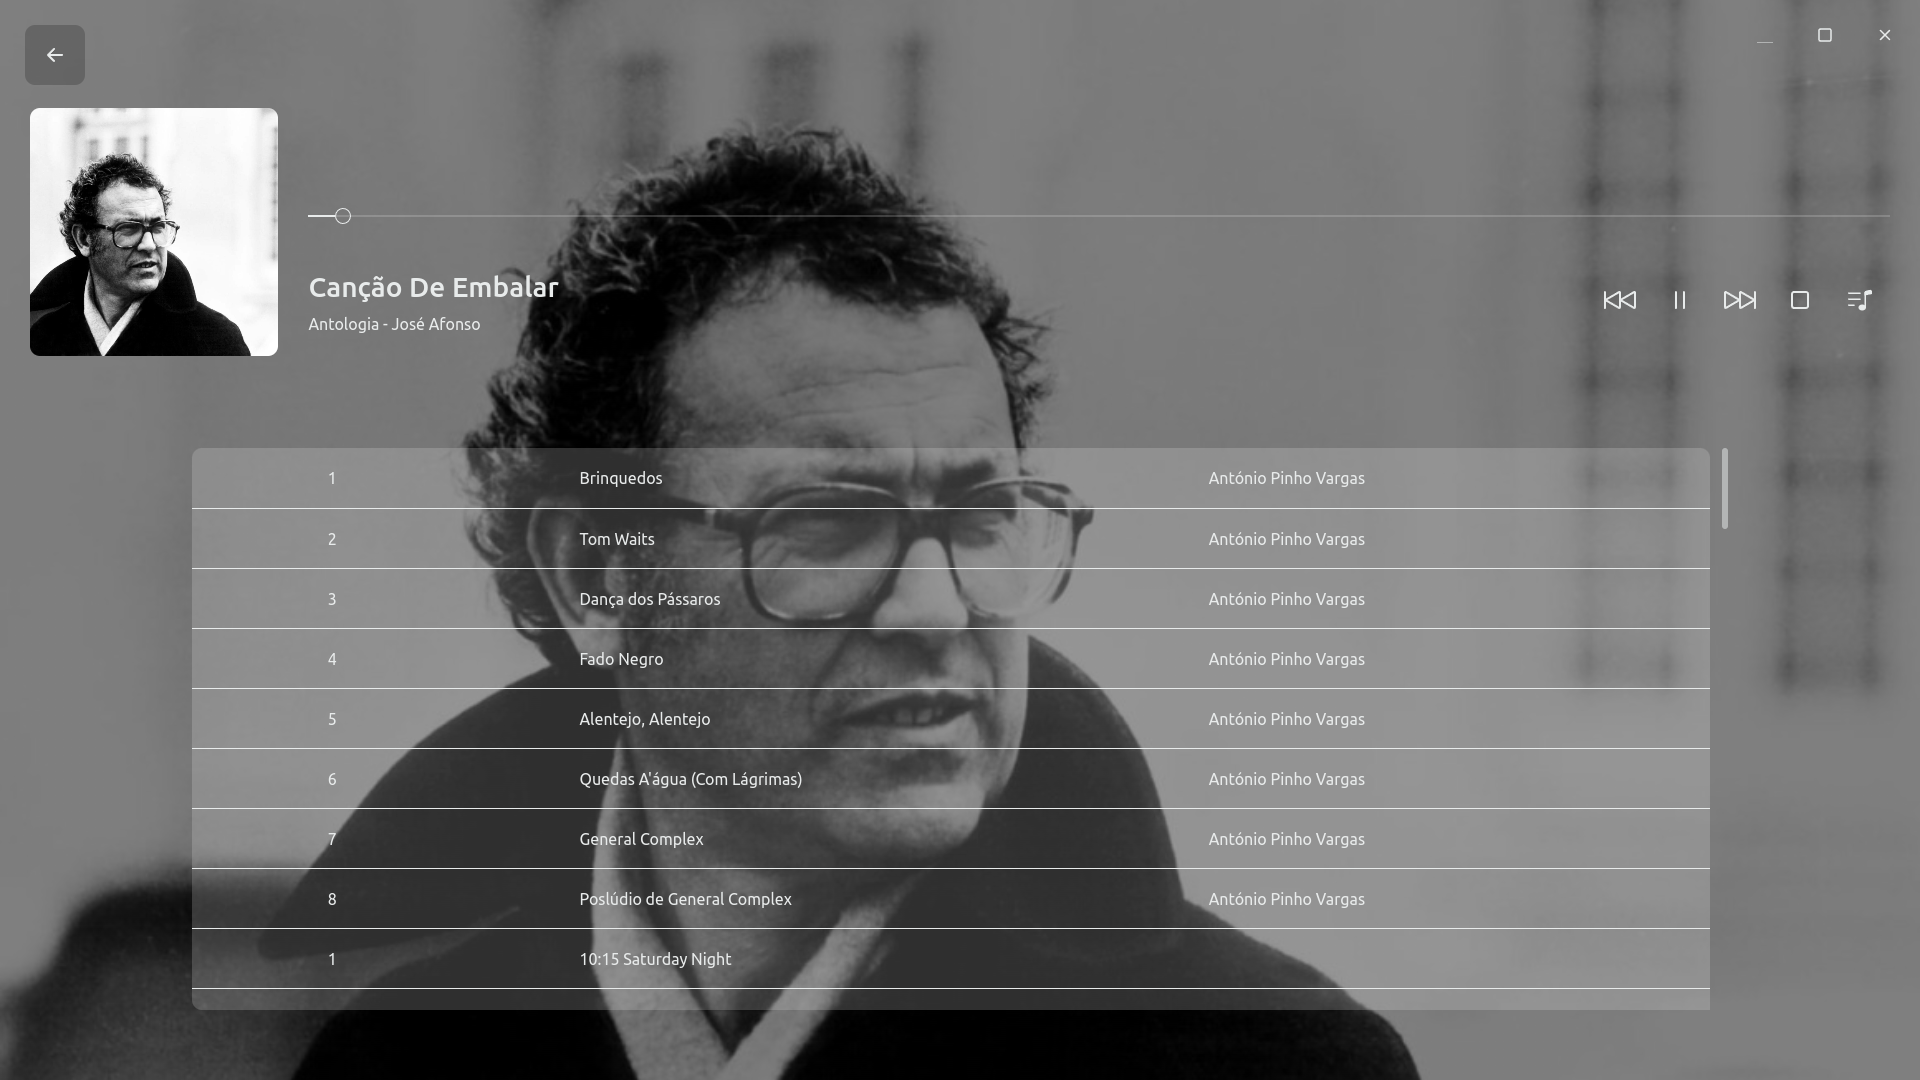 Canção De Embalar
Antologia - José Afonso
1 Brinquedos António Pinho Vargas
2 Tom Waits António Pinho Vargas
3 Dança dos Pássaros António Pinho Vargas
4 Fado Negro António Pinho Vargas
5 Alentejo, Alentejo António Pinho Vargas
6 Quedas A'água (Com Lágrimas) António Pinho Vargas
7 General Complex António Pinho Vargas
8 Poslúdio de General Complex António Pinho Vargas
1 10:15 Saturday Night